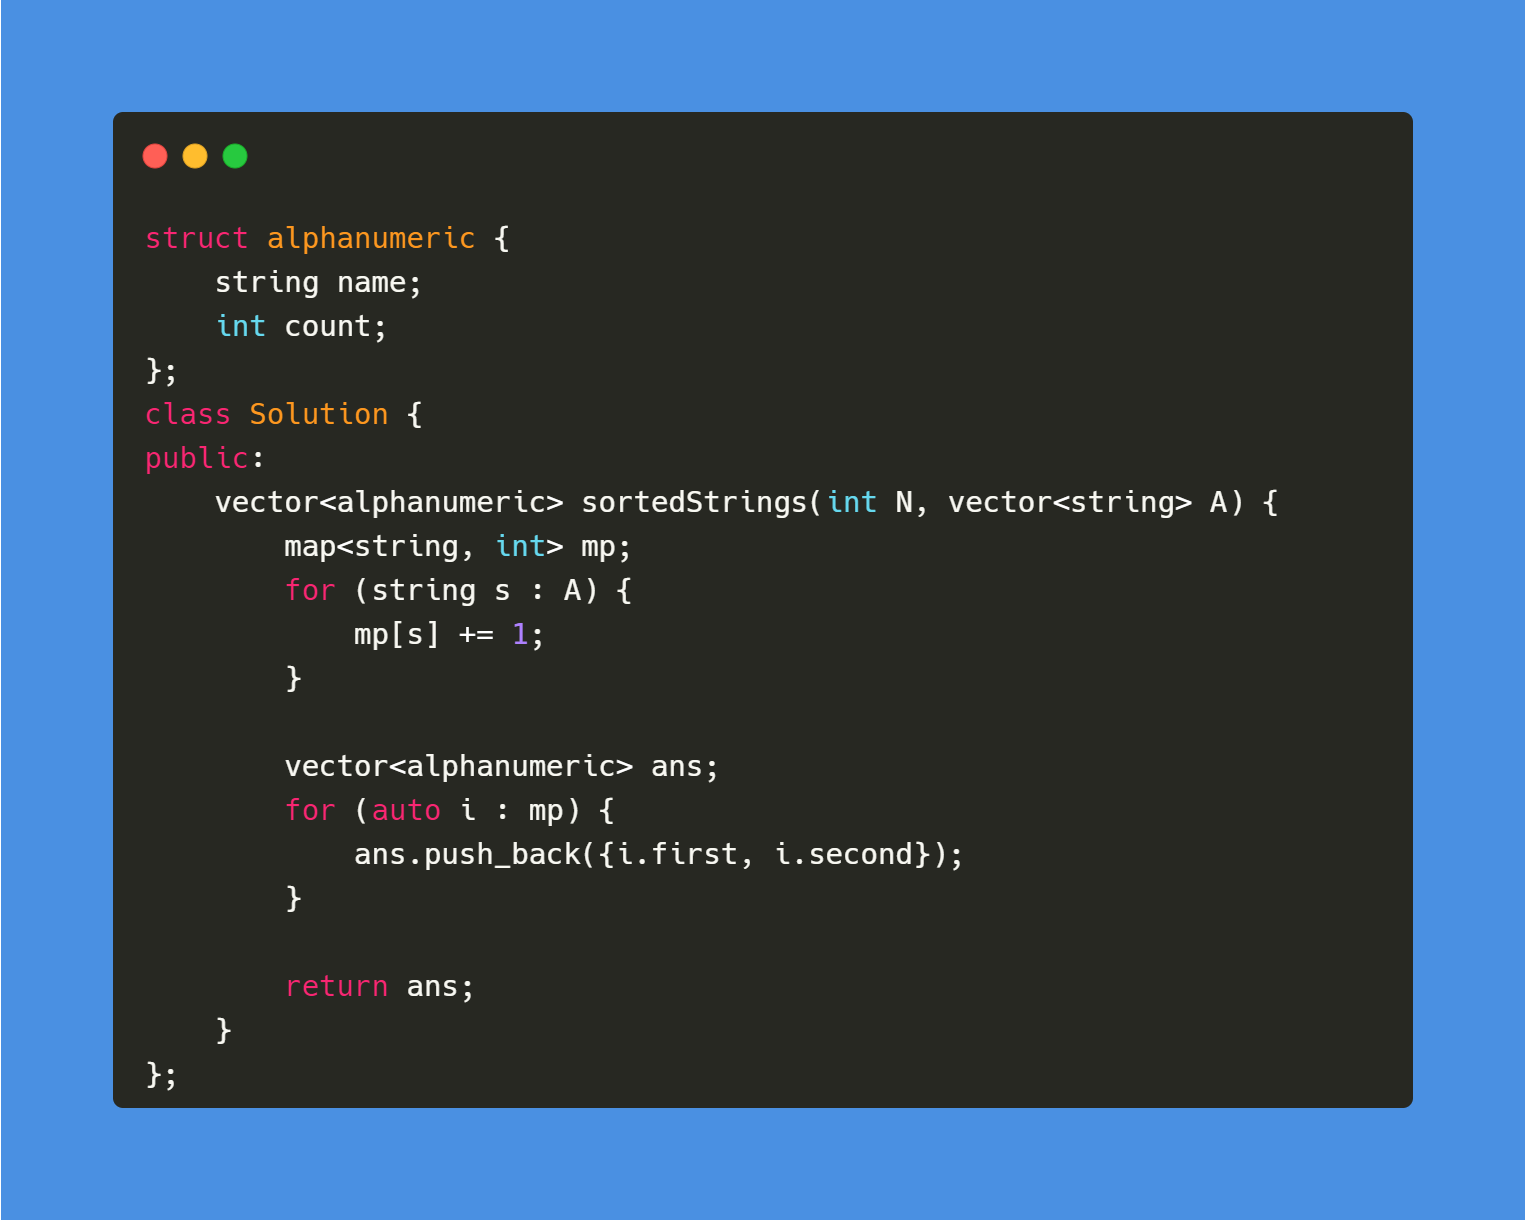 struct alphanumeric {
    string name;
    int count;
};
class Solution {
public:
    vector<alphanumeric> sortedStrings(int N, vector<string> A) {
        map<string, int> mp;
        for (string s : A) {
            mp[s] += 1;
        }

        vector<alphanumeric> ans;
        for (auto i : mp) {
            ans.push_back({i.first, i.second});
        }

        return ans;
    }
};